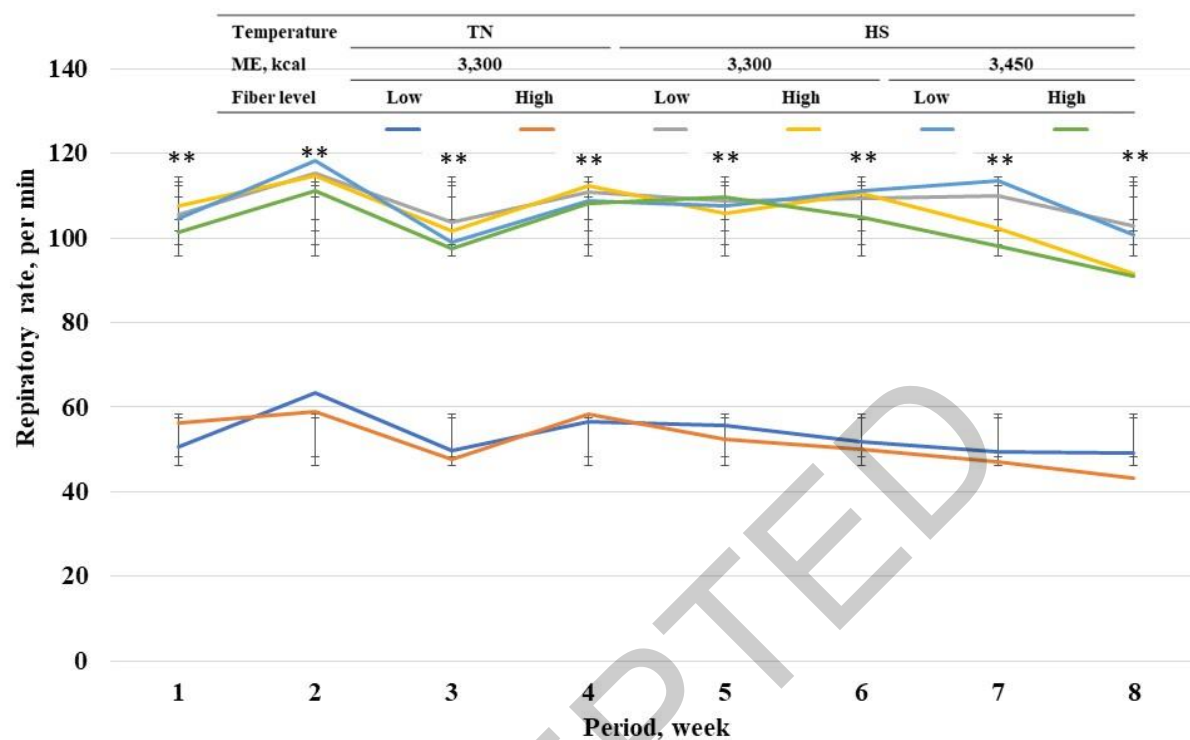 Temperature TN HS
ME, kcal 3,300 3,300 3,450
Fiber level Low High Low High Low High
140
120
100
80
60
40
20
0
** ** ** ** ** ** ** **
Repiratory rate, per min
1 2 3 4 5 6 7 8
Period, week
PTED